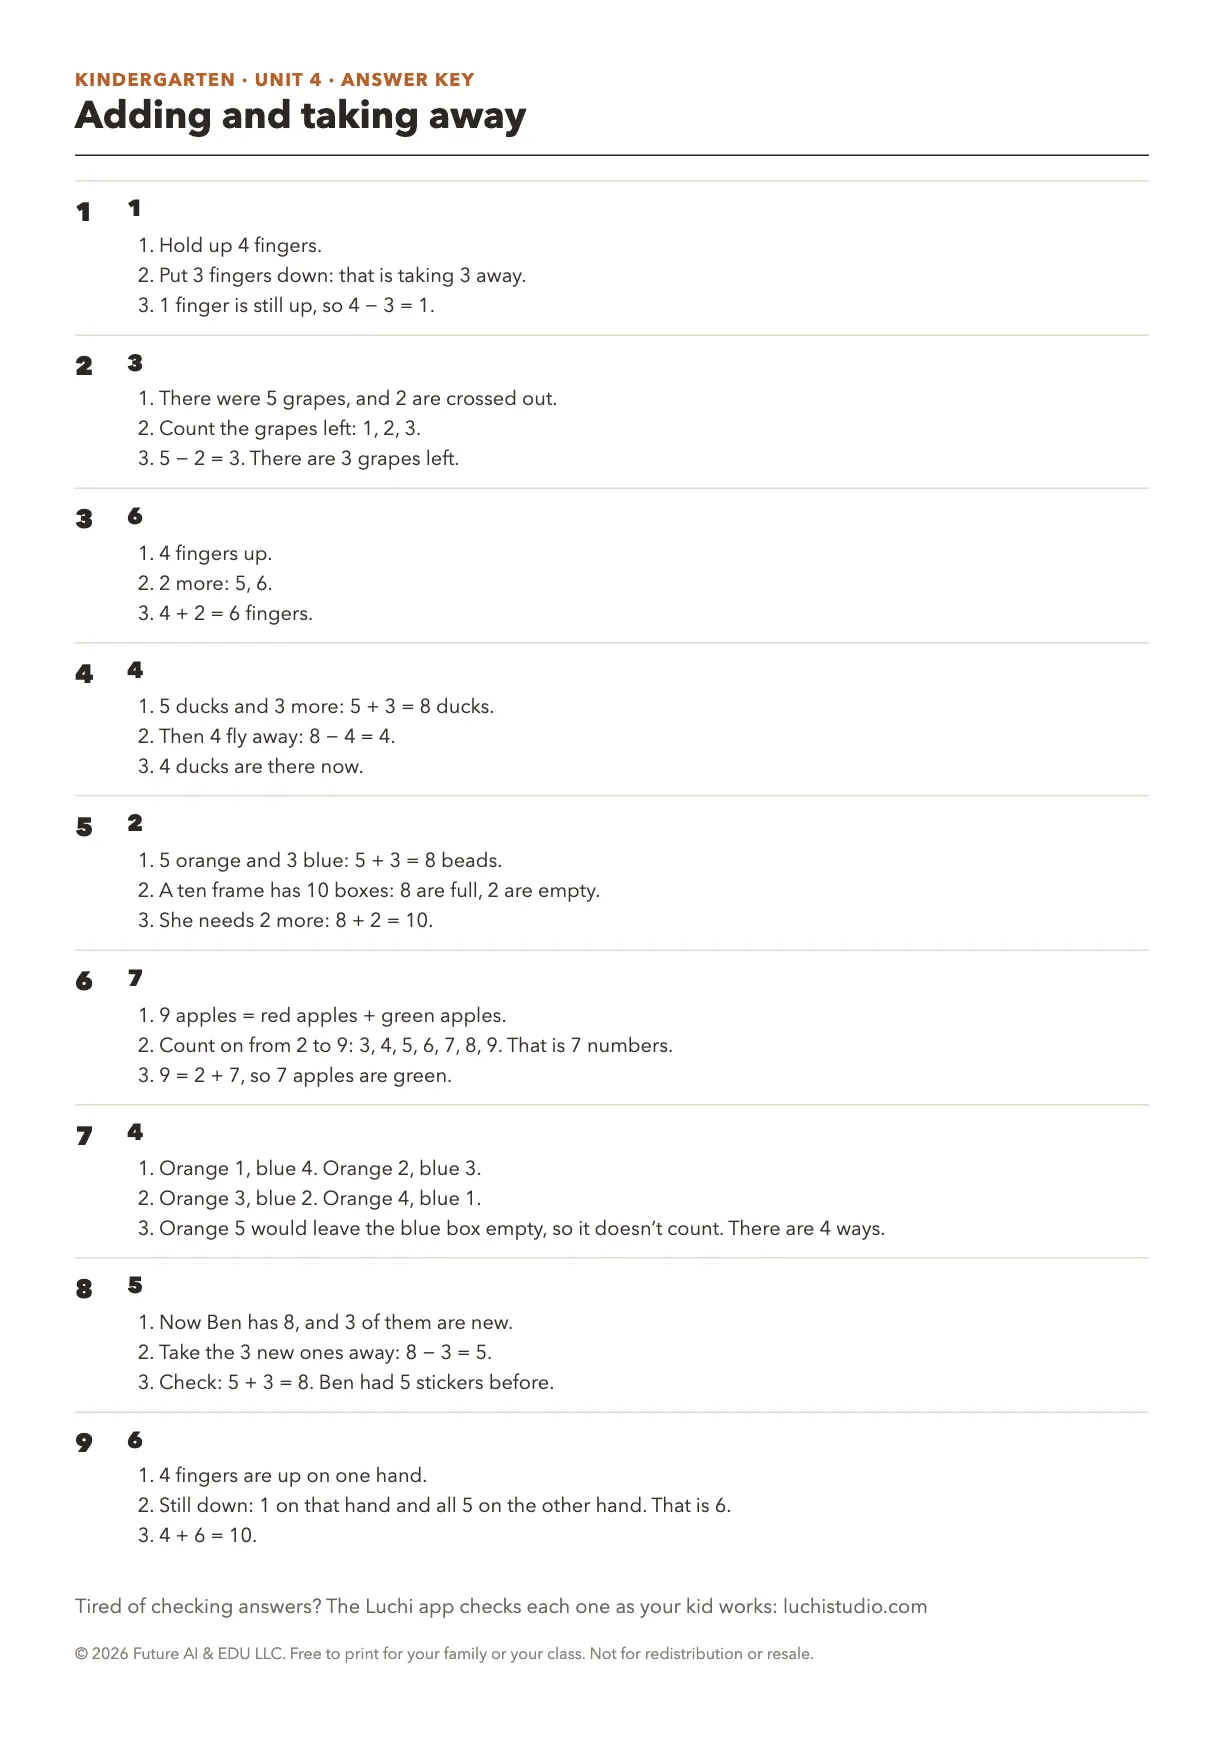 KINDERGARTEN · UNIT 4 · ANSWER KEY
Adding and taking away
1 1
1. Hold up 4 fingers.
2. Put 3 fingers down: that is taking 3 away.
3. 1 finger is still up, so 4 − 3 = 1.
2 3
1. There were 5 grapes, and 2 are crossed out.
2. Count the grapes left: 1, 2, 3.
3. 5 − 2 = 3. There are 3 grapes left.
3 6
1. 4 fingers up.
2. 2 more: 5, 6.
3. 4 + 2 = 6 fingers.
4 4
1. 5 ducks and 3 more: 5 + 3 = 8 ducks.
2. Then 4 fly away: 8 − 4 = 4.
3. 4 ducks are there now.
5 2
1. 5 orange and 3 blue: 5 + 3 = 8 beads.
2. A ten frame has 10 boxes: 8 are full, 2 are empty.
3. She needs 2 more: 8 + 2 = 10.
6 7
1. 9 apples = red apples + green apples.
2. Count on from 2 to 9: 3, 4, 5, 6, 7, 8, 9. That is 7 numbers.
3. 9 = 2 + 7, so 7 apples are green.
7 4
1. Orange 1, blue 4. Orange 2, blue 3.
2. Orange 3, blue 2. Orange 4, blue 1.
3. Orange 5 would leave the blue box empty, so it doesn’t count. There are 4 ways.
8 5
1. Now Ben has 8, and 3 of them are new.
2. Take the 3 new ones away: 8 − 3 = 5.
3. Check: 5 + 3 = 8. Ben had 5 stickers before.
9 6
1. 4 fingers are up on one hand.
2. Still down: 1 on that hand and all 5 on the other hand. That is 6.
3. 4 + 6 = 10.
Tired of checking answers? The Luchi app checks each one as your kid works: luchistudio.com
© 2026 Future AI & EDU LLC. Free to print for your family or your class. Not for redistribution or resale.